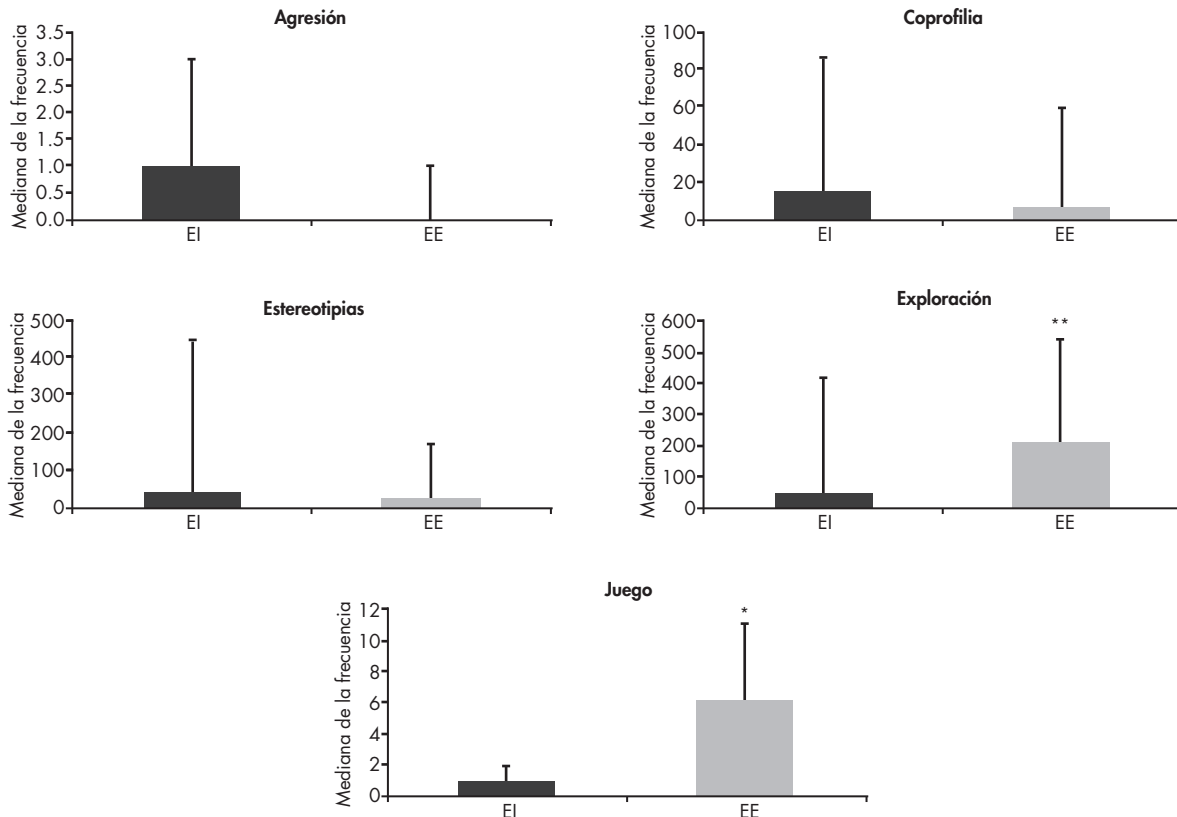 Agresión
Mediana de la frecuencia
3.5
3.0
2.5
2.0
1.5
1.0
0.5
0.0
EI EE
Coprofilia
Mediana de la frecuencia
100
80
60
40
20
0
EI EE
Estereotipias
Mediana de la frecuencia
500
400
300
200
100
0
EI EE
Exploración
Mediana de la frecuencia
600
500
400
300
200
100
0
**
EI EE
Juego
Mediana de la frecuencia
12
10
8
6
4
2
0
*
EI EE